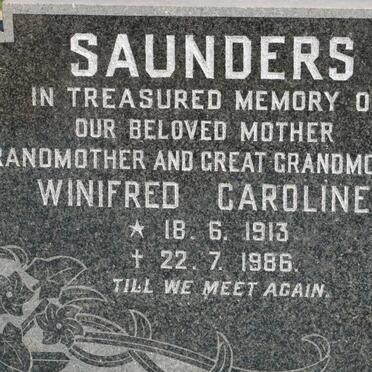 SAUNDERS
IN TREASURED MEMORY O
OUR BELOVED MOTHER
RANDMOTHER AND GREAT GRANDMO
WINIFRED CAROLINE
★ 18. 6. 1913
† 22. 7. 1986.
TILL WE MEET AGAIN.